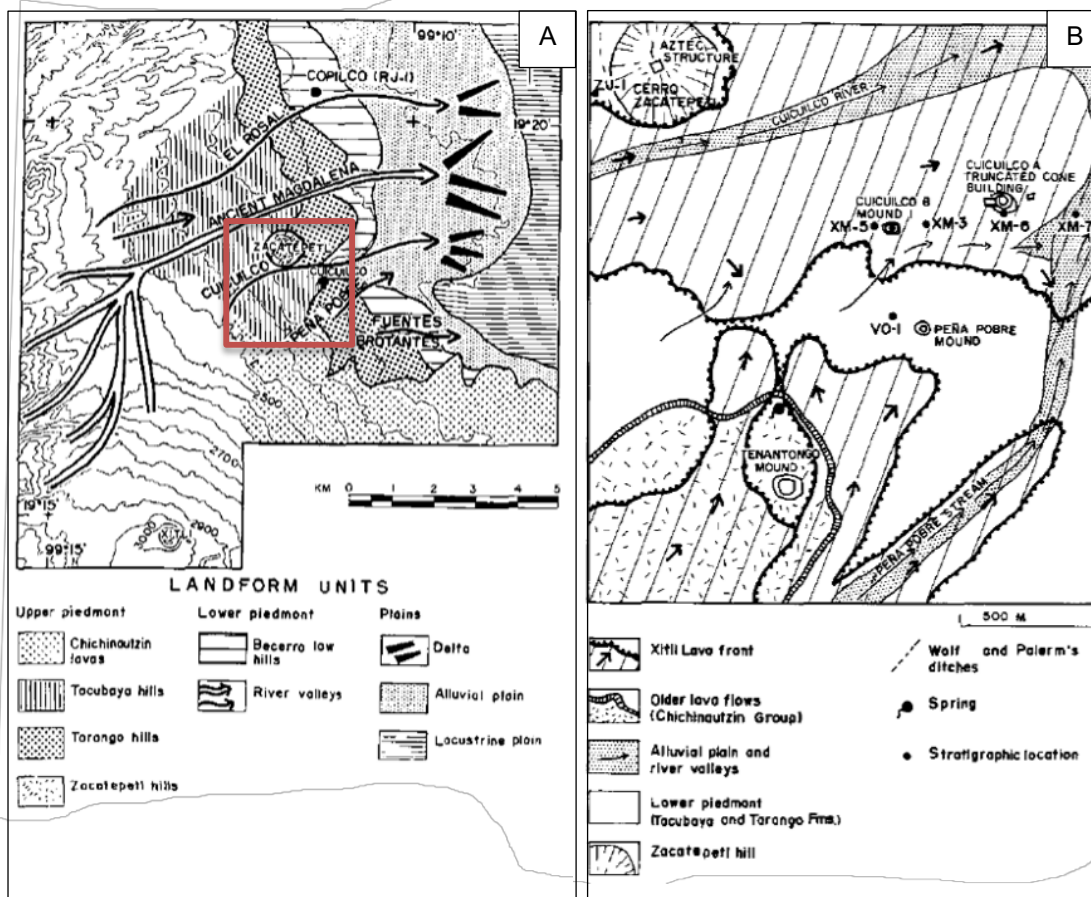 A
99°10'
COPILCO (RJ-1)
19°20'
EL ROSAL
ANCIENT MAGDALENA
ZACATEPETL
CUICUILCO
CUICUILCO
PEÑA POBRE
FUENTES
BROTANTES
2500
2700
KM 0 1 2 3 4 5
19°15'
99°15'
3000
2900
XITLI
LANDFORM UNITS
Upper piedmont
Chichinautzin
lavas
Tacubaya hills
Tarango hills
Zacatepetl hills
Lower piedmont
Becerro low
hills
River valleys
Plains
Delta
Alluvial plain
Lacustrine plain
B
AZTEC
STRUCTURE
ZU-1
CERRO
ZACATEPETL
CUICUILCO RIVER
CUICUILCO A
TRUNCATED CONE
BUILDING
CUICUILCO B
MOUND 1
XM-5
XM-3
XM-6
XM-7
VO-1
PEÑA POBRE
MOUND
TENANTONGO
MOUND
PEÑA POBRE STREAM
500 M
Xitli Lava front
Older lava flows
(Chichinautzin Group)
Alluvial plain and
river valleys
Lower piedmont
(Tacubaya and Tarango Fms.)
Zacatepetl hill
Wolf and Palerm's
ditches
Spring
Stratigraphic location